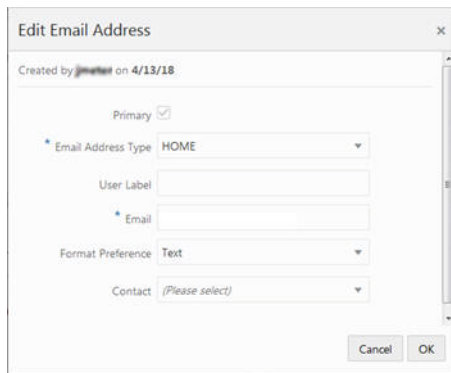 Edit Email Address
Created by on 4/13/18
Primary
* Email Address Type HOME
User Label
* Email
Format Preference Text
Contact (Please select)
Cancel OK